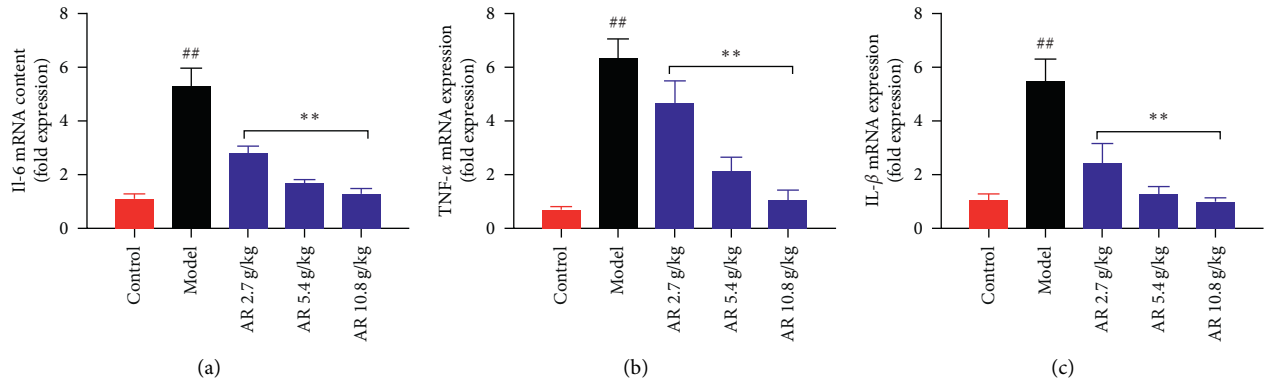 Il-6 mRNA content
(fold expression)
8
6
4
2
0
##
**
Control
Model
AR 2.7 g/kg
AR 5.4 g/kg
AR 10.8 g/kg
(a)
TNF-α mRNA expression
(fold expression)
8
6
4
2
0
##
**
Control
Model
AR 2.7 g/kg
AR 5.4 g/kg
AR 10.8 g/kg
(b)
IL-β mRNA expression
(fold expression)
8
6
4
2
0
##
**
Control
Model
AR 2.7 g/kg
AR 5.4 g/kg
AR 10.8 g/kg
(c)